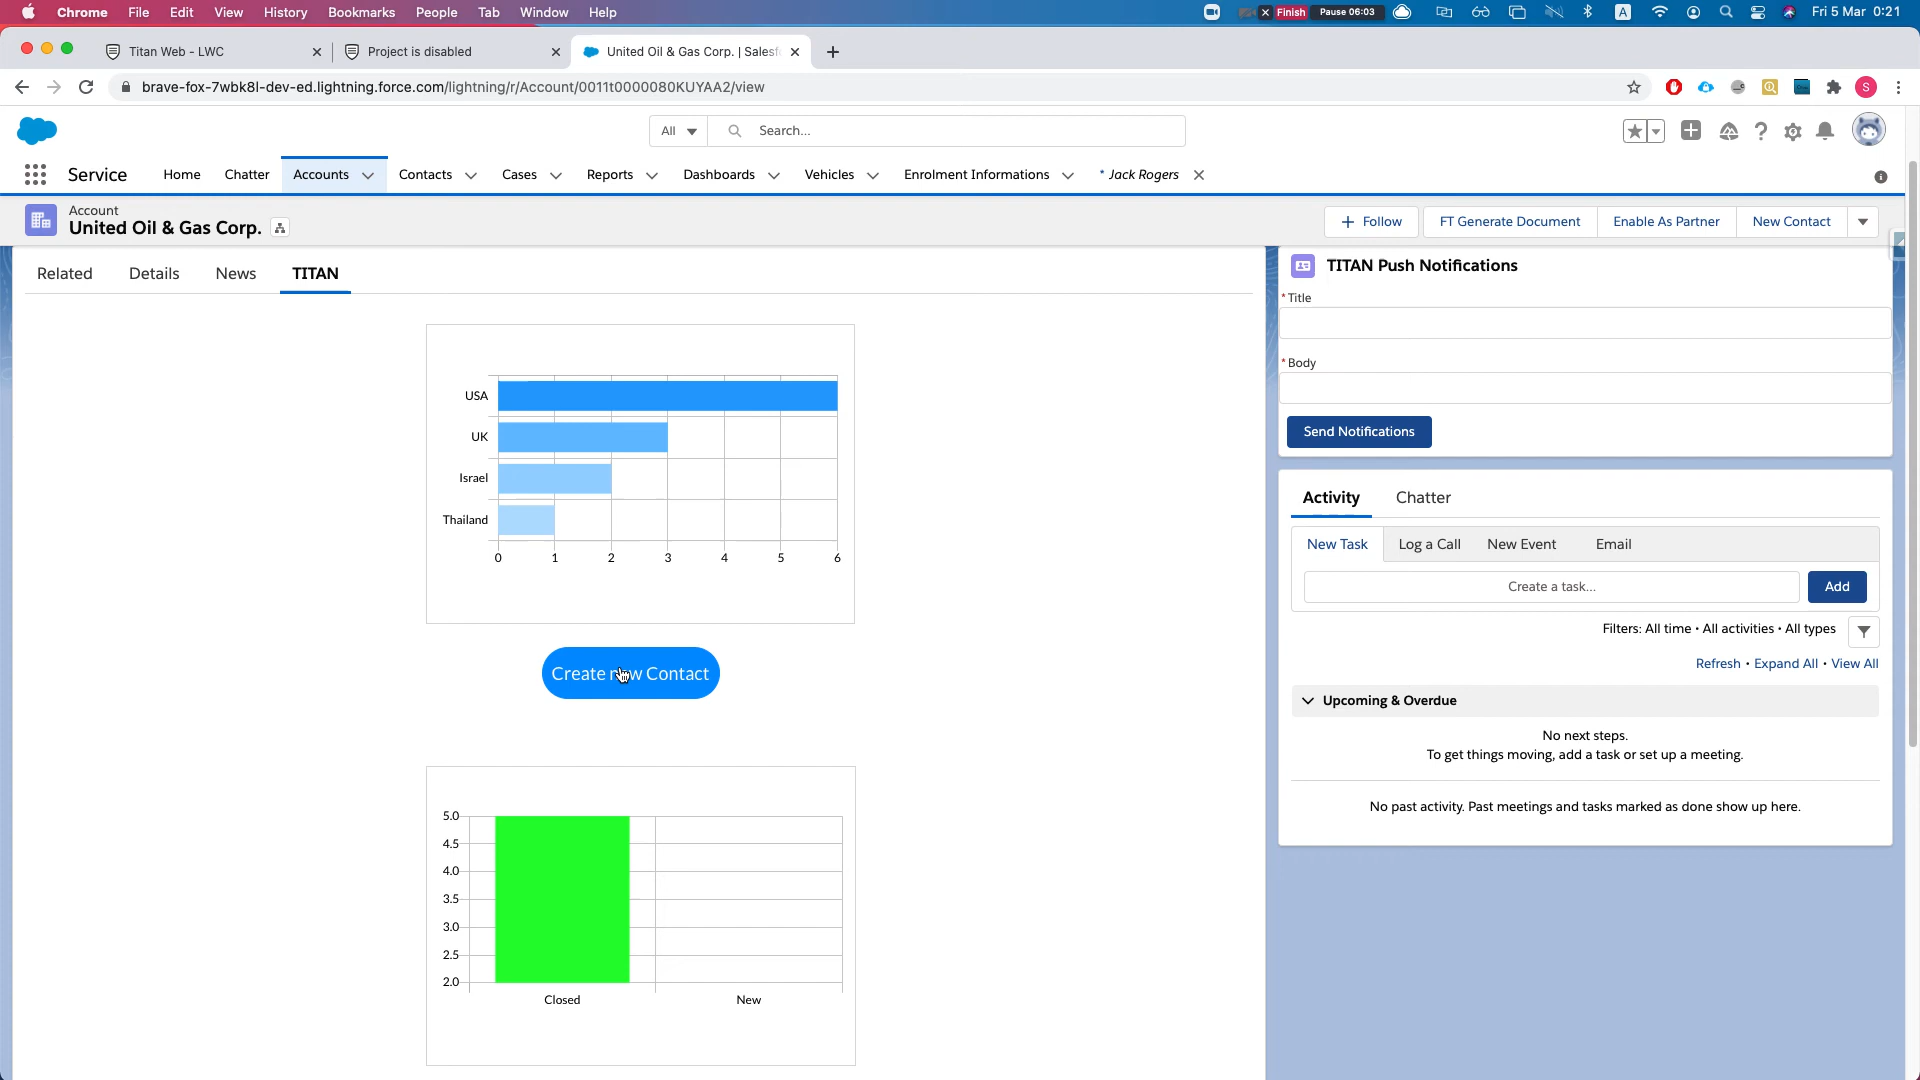 Chrome File Edit View History Bookmarks People Tab Window Help Finish Pause 06:03 A Fri 5 Mar 0:21
Titan Web - LWC Project is disabled United Oil & Gas Corp. | Salesf
brave-fox-7wbk8l-dev-ed.lightning.force.com/lightning/r/Account/0011t0000080KUYAA2/view S
All Search...
Service Home Chatter Accounts Contacts Cases Reports Dashboards Vehicles Enrolment Informations * Jack Rogers
Account
United Oil & Gas Corp.
Follow FT Generate Document Enable As Partner New Contact
Related Details News TITAN
USA
UK
Israel
Thailand
0 1 2 3 4 5 6
Create new Contact
5.0
4.5
4.0
3.5
3.0
2.5
2.0
Closed New
TITAN Push Notifications
* Title
* Body
Send Notifications
Activity Chatter
New Task Log a Call New Event Email
Create a task... Add
Filters: All time • All activities • All types
Refresh • Expand All • View All
Upcoming & Overdue
No next steps.
To get things moving, add a task or set up a meeting.
No past activity. Past meetings and tasks marked as done show up here.